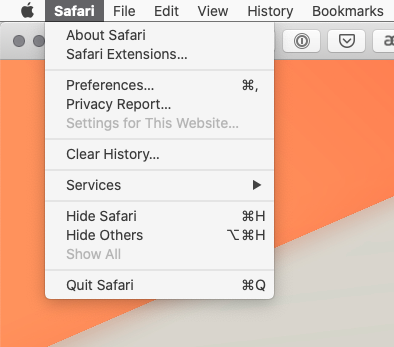 Safari File Edit View History Bookmarks
About Safari
Safari Extensions...
Preferences... ⌘,
Privacy Report...
Settings for This Website...
Clear History...
Services ▶
Hide Safari ⌘H
Hide Others ⌥⌘H
Show All
Quit Safari ⌘Q